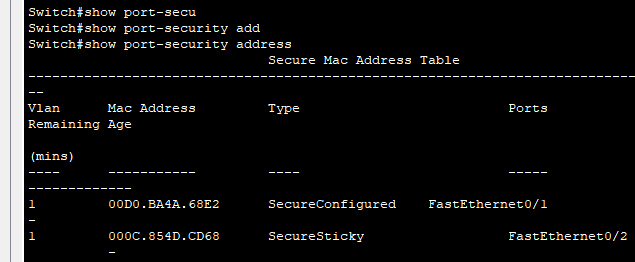 Switch#show port-secu
Switch#show port-security add
Switch#show port-security address
Secure Mac Address Table
----------------------------------------------------------------------------
--
Vlan Mac Address Type Ports
Remaining Age
(mins)
---- ----------- ---- -----
-------------
1 00D0.BA4A.68E2 SecureConfigured FastEthernet0/1
-
1 000C.854D.CD68 SecureSticky FastEthernet0/2
-